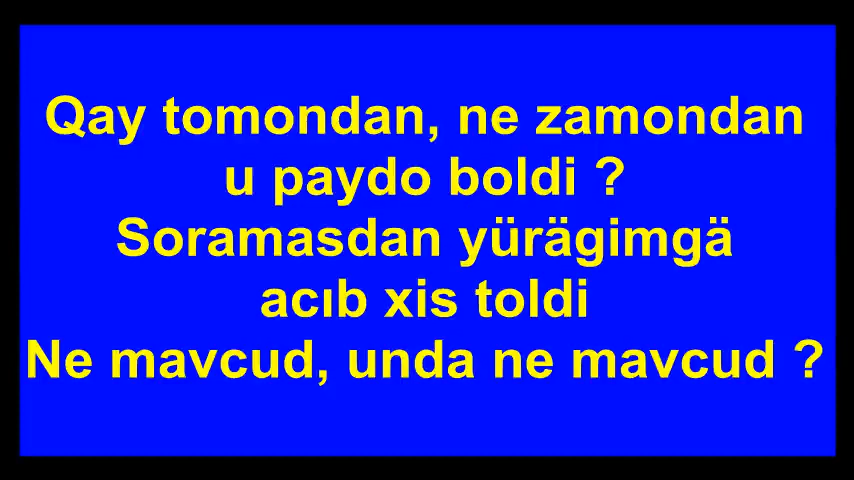 Qay tomondan, ne zamondan
u paydo boldi ?
Soramasdan yürägimgä
acıb xis toldi
Ne mavcud, unda ne mavcud ?